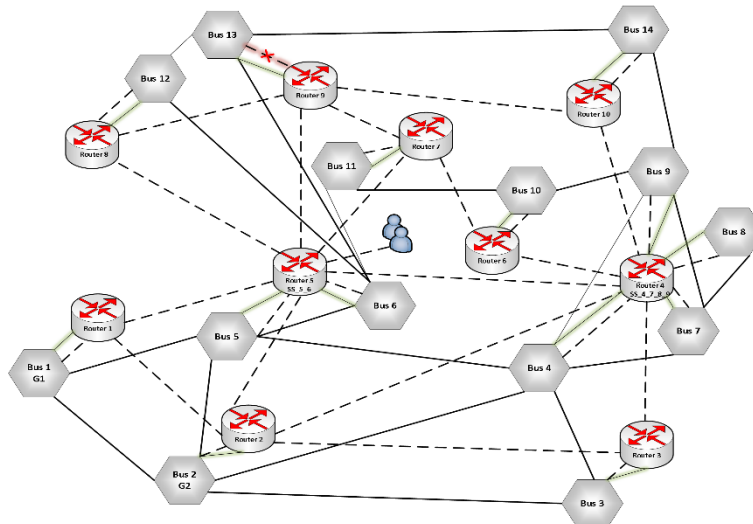 Bus 13
Bus 14
Bus 12
Router 9
Router 10
Router 8
Router 7
Bus 11
Bus 10
Bus 9
Bus 8
Router 6
Router 5
SS_5_6
Router 4
SS_4_7_8_9
Bus 6
Router 1
Bus 5
Bus 7
Bus 1
G1
Bus 4
Router 2
Router 3
Bus 2
G2
Bus 3